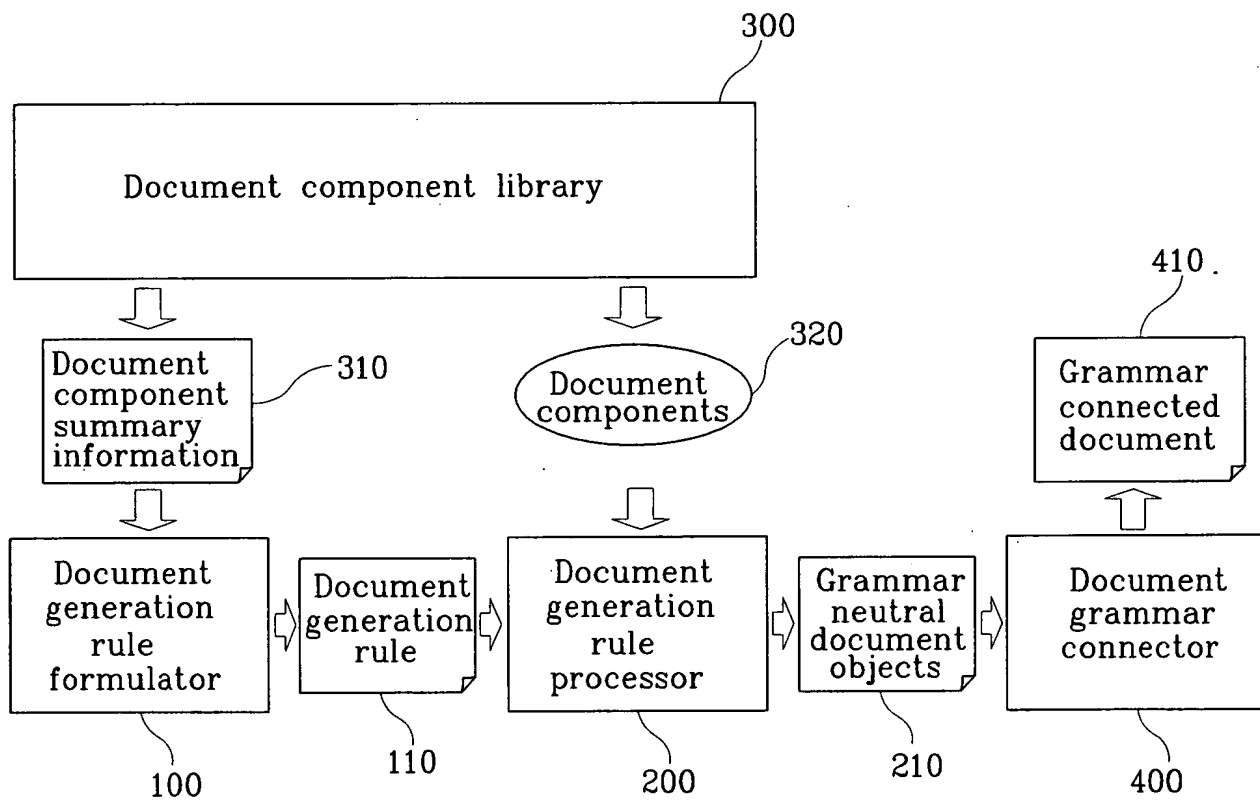 300
Document component library
410
Document
component
summary
information
310
Document
components
320
Grammar
connected
document
Document
generation
rule
formulator
Document
generation
rule
Document
generation
rule
processor
Grammar
neutral
document
objects
Document
grammar
connector
100
110
200
210
400